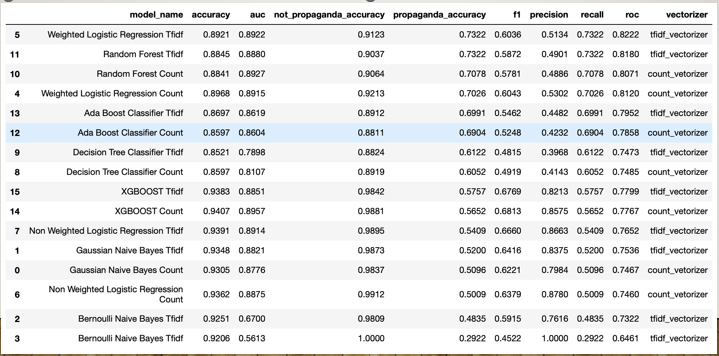 model_name accuracy auc not_propaganda_accuracy propaganda_accuracy f1 precision recall roc vectorizer
5 Weighted Logistic Regression Tfidf 0.8921 0.8922 0.9123 0.7322 0.6036 0.5134 0.7322 0.8222 tfidf_vectorizer
11 Random Forest Tfidf 0.8845 0.8880 0.9037 0.7322 0.5872 0.4901 0.7322 0.8180 tfidf_vectorizer
10 Random Forest Count 0.8841 0.8927 0.9064 0.7078 0.5781 0.4886 0.7078 0.8071 count_vetorizer
4 Weighted Logistic Regression Count 0.8968 0.8915 0.9213 0.7026 0.6043 0.5302 0.7026 0.8120 count_vetorizer
13 Ada Boost Classifier Tfidf 0.8697 0.8619 0.8912 0.6991 0.5462 0.4482 0.6991 0.7952 tfidf_vectorizer
12 Ada Boost Classifier Count 0.8597 0.8604 0.8811 0.6904 0.5248 0.4232 0.6904 0.7858 count_vetorizer
9 Decision Tree Classifier Tfidf 0.8521 0.7898 0.8824 0.6122 0.4815 0.3968 0.6122 0.7473 tfidf_vectorizer
8 Decision Tree Classifier Count 0.8597 0.8107 0.8919 0.6052 0.4919 0.4143 0.6052 0.7485 count_vetorizer
15 XGBOOST Tfidf 0.9383 0.8851 0.9842 0.5757 0.6769 0.8213 0.5757 0.7799 tfidf_vectorizer
14 XGBOOST Count 0.9407 0.8957 0.9881 0.5652 0.6813 0.8575 0.5652 0.7767 count_vetorizer
7 Non Weighted Logistic Regression Tfidf 0.9391 0.8914 0.9895 0.5409 0.6660 0.8663 0.5409 0.7652 tfidf_vectorizer
1 Gaussian Naive Bayes Tfidf 0.9348 0.8821 0.9873 0.5200 0.6416 0.8375 0.5200 0.7536 tfidf_vectorizer
0 Gaussian Naive Bayes Count 0.9305 0.8776 0.9837 0.5096 0.6221 0.7984 0.5096 0.7467 count_vetorizer
6 Non Weighted Logistic Regression
Count 0.9362 0.8875 0.9912 0.5009 0.6379 0.8780 0.5009 0.7460 count_vetorizer
2 Bernoulli Naive Bayes Tfidf 0.9251 0.6700 0.9809 0.4835 0.5915 0.7616 0.4835 0.7322 tfidf_vectorizer
3 Bernoulli Naive Bayes Tfidf 0.9206 0.5613 1.0000 0.2922 0.4522 1.0000 0.2922 0.6461 tfidf_vectorizer